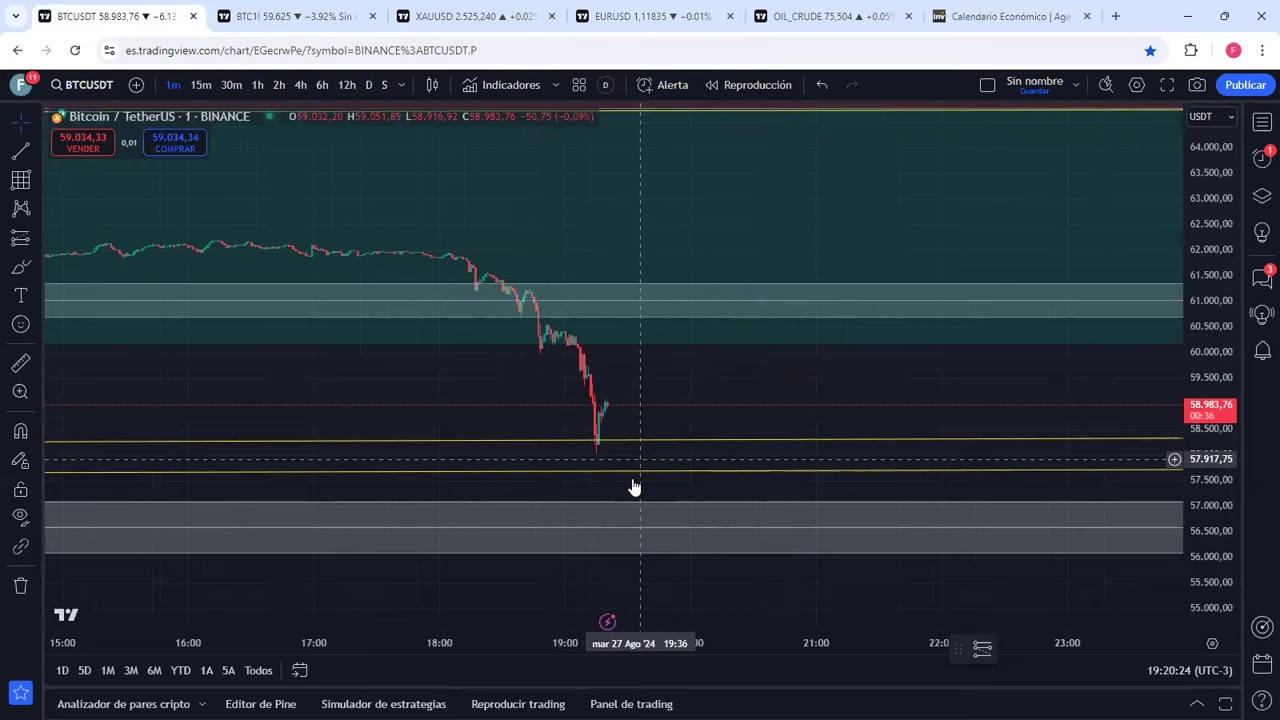 BTCUSDT 58.983,76 ▼ −6.13
BTC1! 59.625 ▼ −3.92% Sin n
XAUUSD 2.525,240 ▲ +0.02
EURUSD 1,11835 ▼ −0.01%
OIL_CRUDE 75,504 ▲ +0.05
Inv Calendario Económico | Age
es.tradingview.com/chart/EGecrwPe/?symbol=BINANCE%3ABTCUSDT.P
F
F 11
BTCUSDT
1m 15m 30m 1h 2h 4h 6h 12h D S
Indicadores
D
Alerta
Reproducción
Sin nombre
Guardar
Publicar
Bitcoin / TetherUS · 1 · BINANCE
O59.032,20 H59.051,85 L58.916,92 C58.983,76 −50,75 (−0,09%)
USDT
59.034,33
VENDER
0,01
59.034,34
COMPRAR
64.000,00
63.500,00
63.000,00
62.500,00
62.000,00
61.500,00
61.000,00
60.500,00
60.000,00
59.500,00
58.983,76
00:36
58.500,00
57.917,75
57.500,00
57.000,00
56.500,00
56.000,00
55.500,00
55.000,00
1
3
15:00 16:00 17:00 18:00 19:00 mar 27 Ago '24 19:36 21:00 23:00
1D 5D 1M 3M 6M YTD 1A 5A Todos
19:20:24 (UTC-3)
Analizador de pares cripto
Editor de Pine
Simulador de estrategias
Reproducir trading
Panel de trading